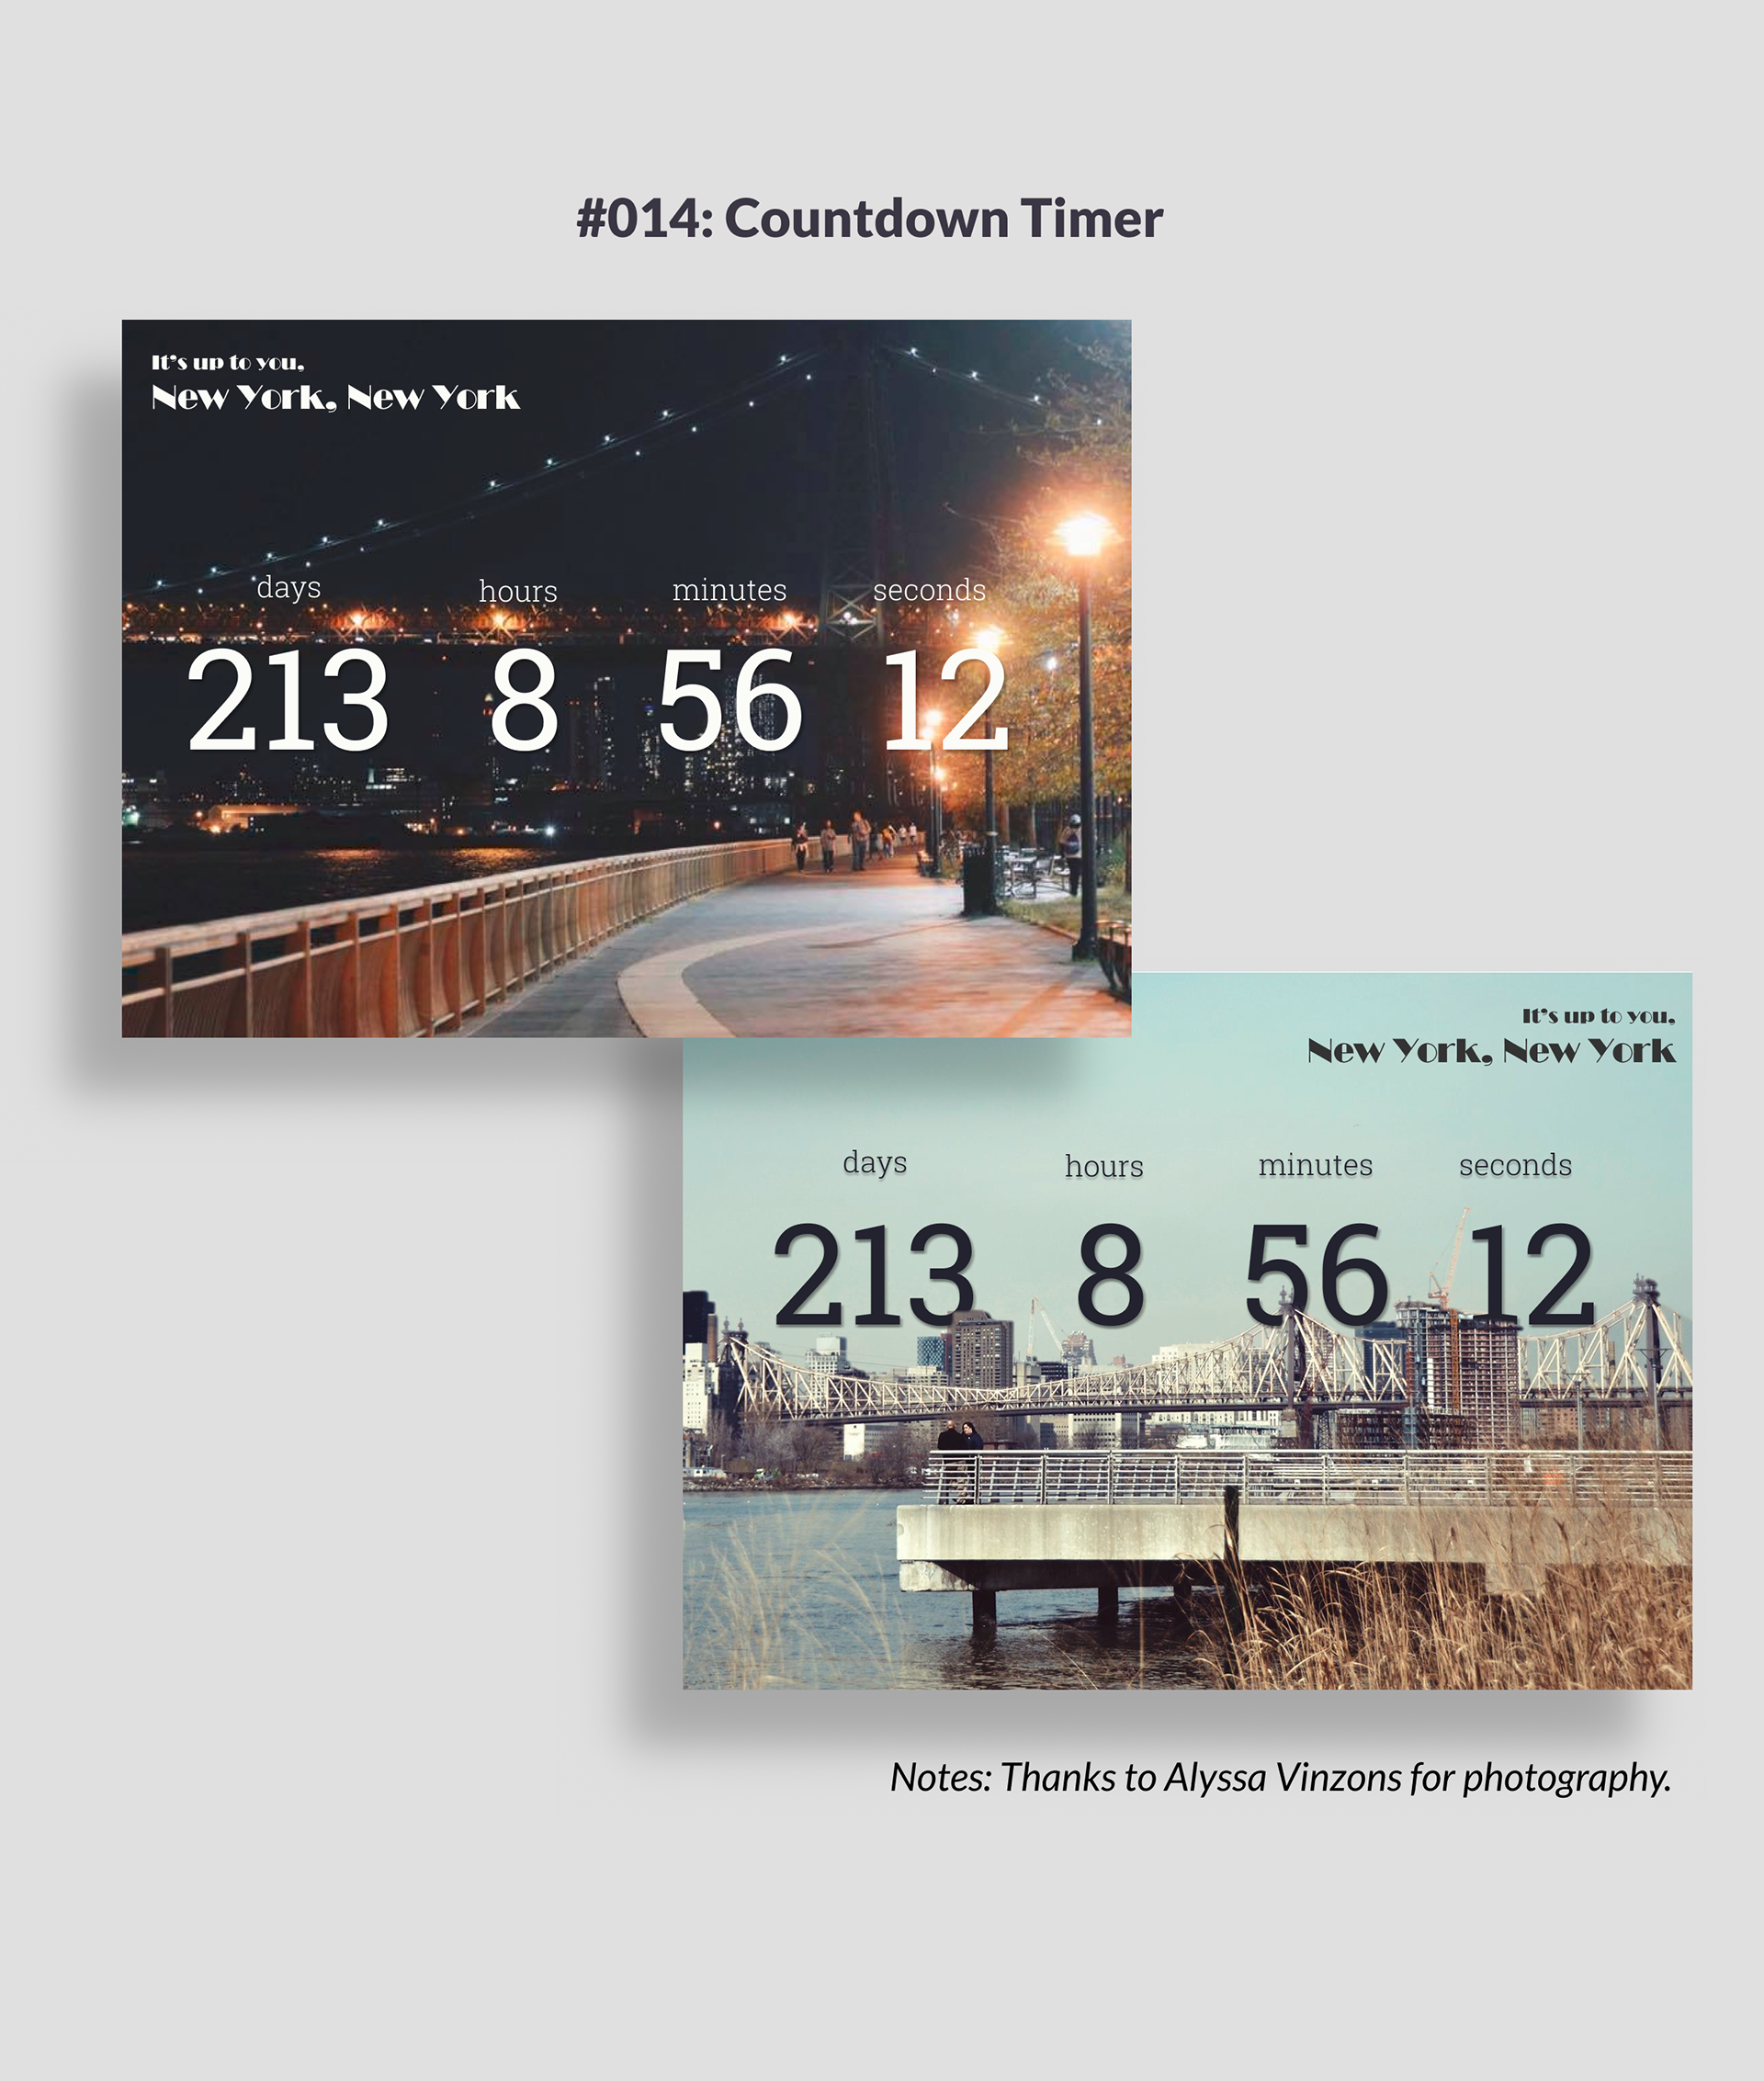 #014: Countdown Timer
It's up to you,
New York, New York
days hours minutes seconds
213 8 56 12
It's up to you,
New York, New York
days hours minutes seconds
213 8 56 12
Notes: Thanks to Alyssa Vinzons for photography.